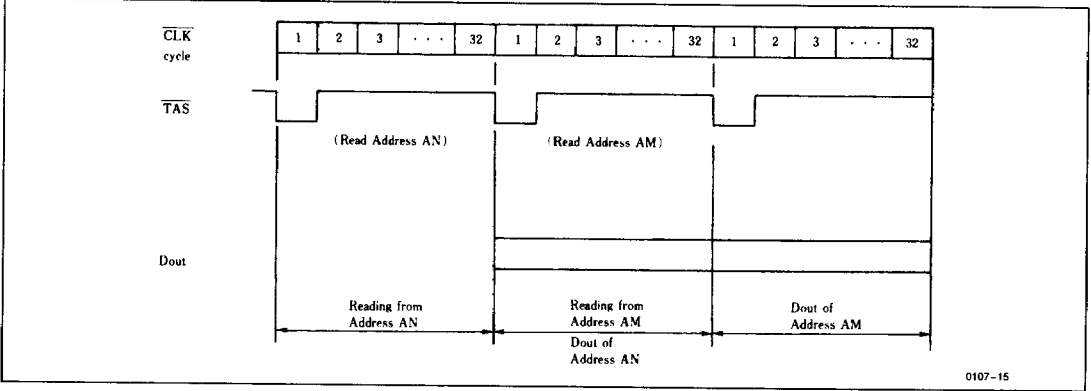 CLK
cycle
1 2 3 ... 32 1 2 3 ... 32 1 2 3 ... 32
TAS
(Read Address AN) (Read Address AM)
Dout
Reading from
Address AN
Reading from
Address AM
Dout of
Address AN
Dout of
Address AM
0107-15